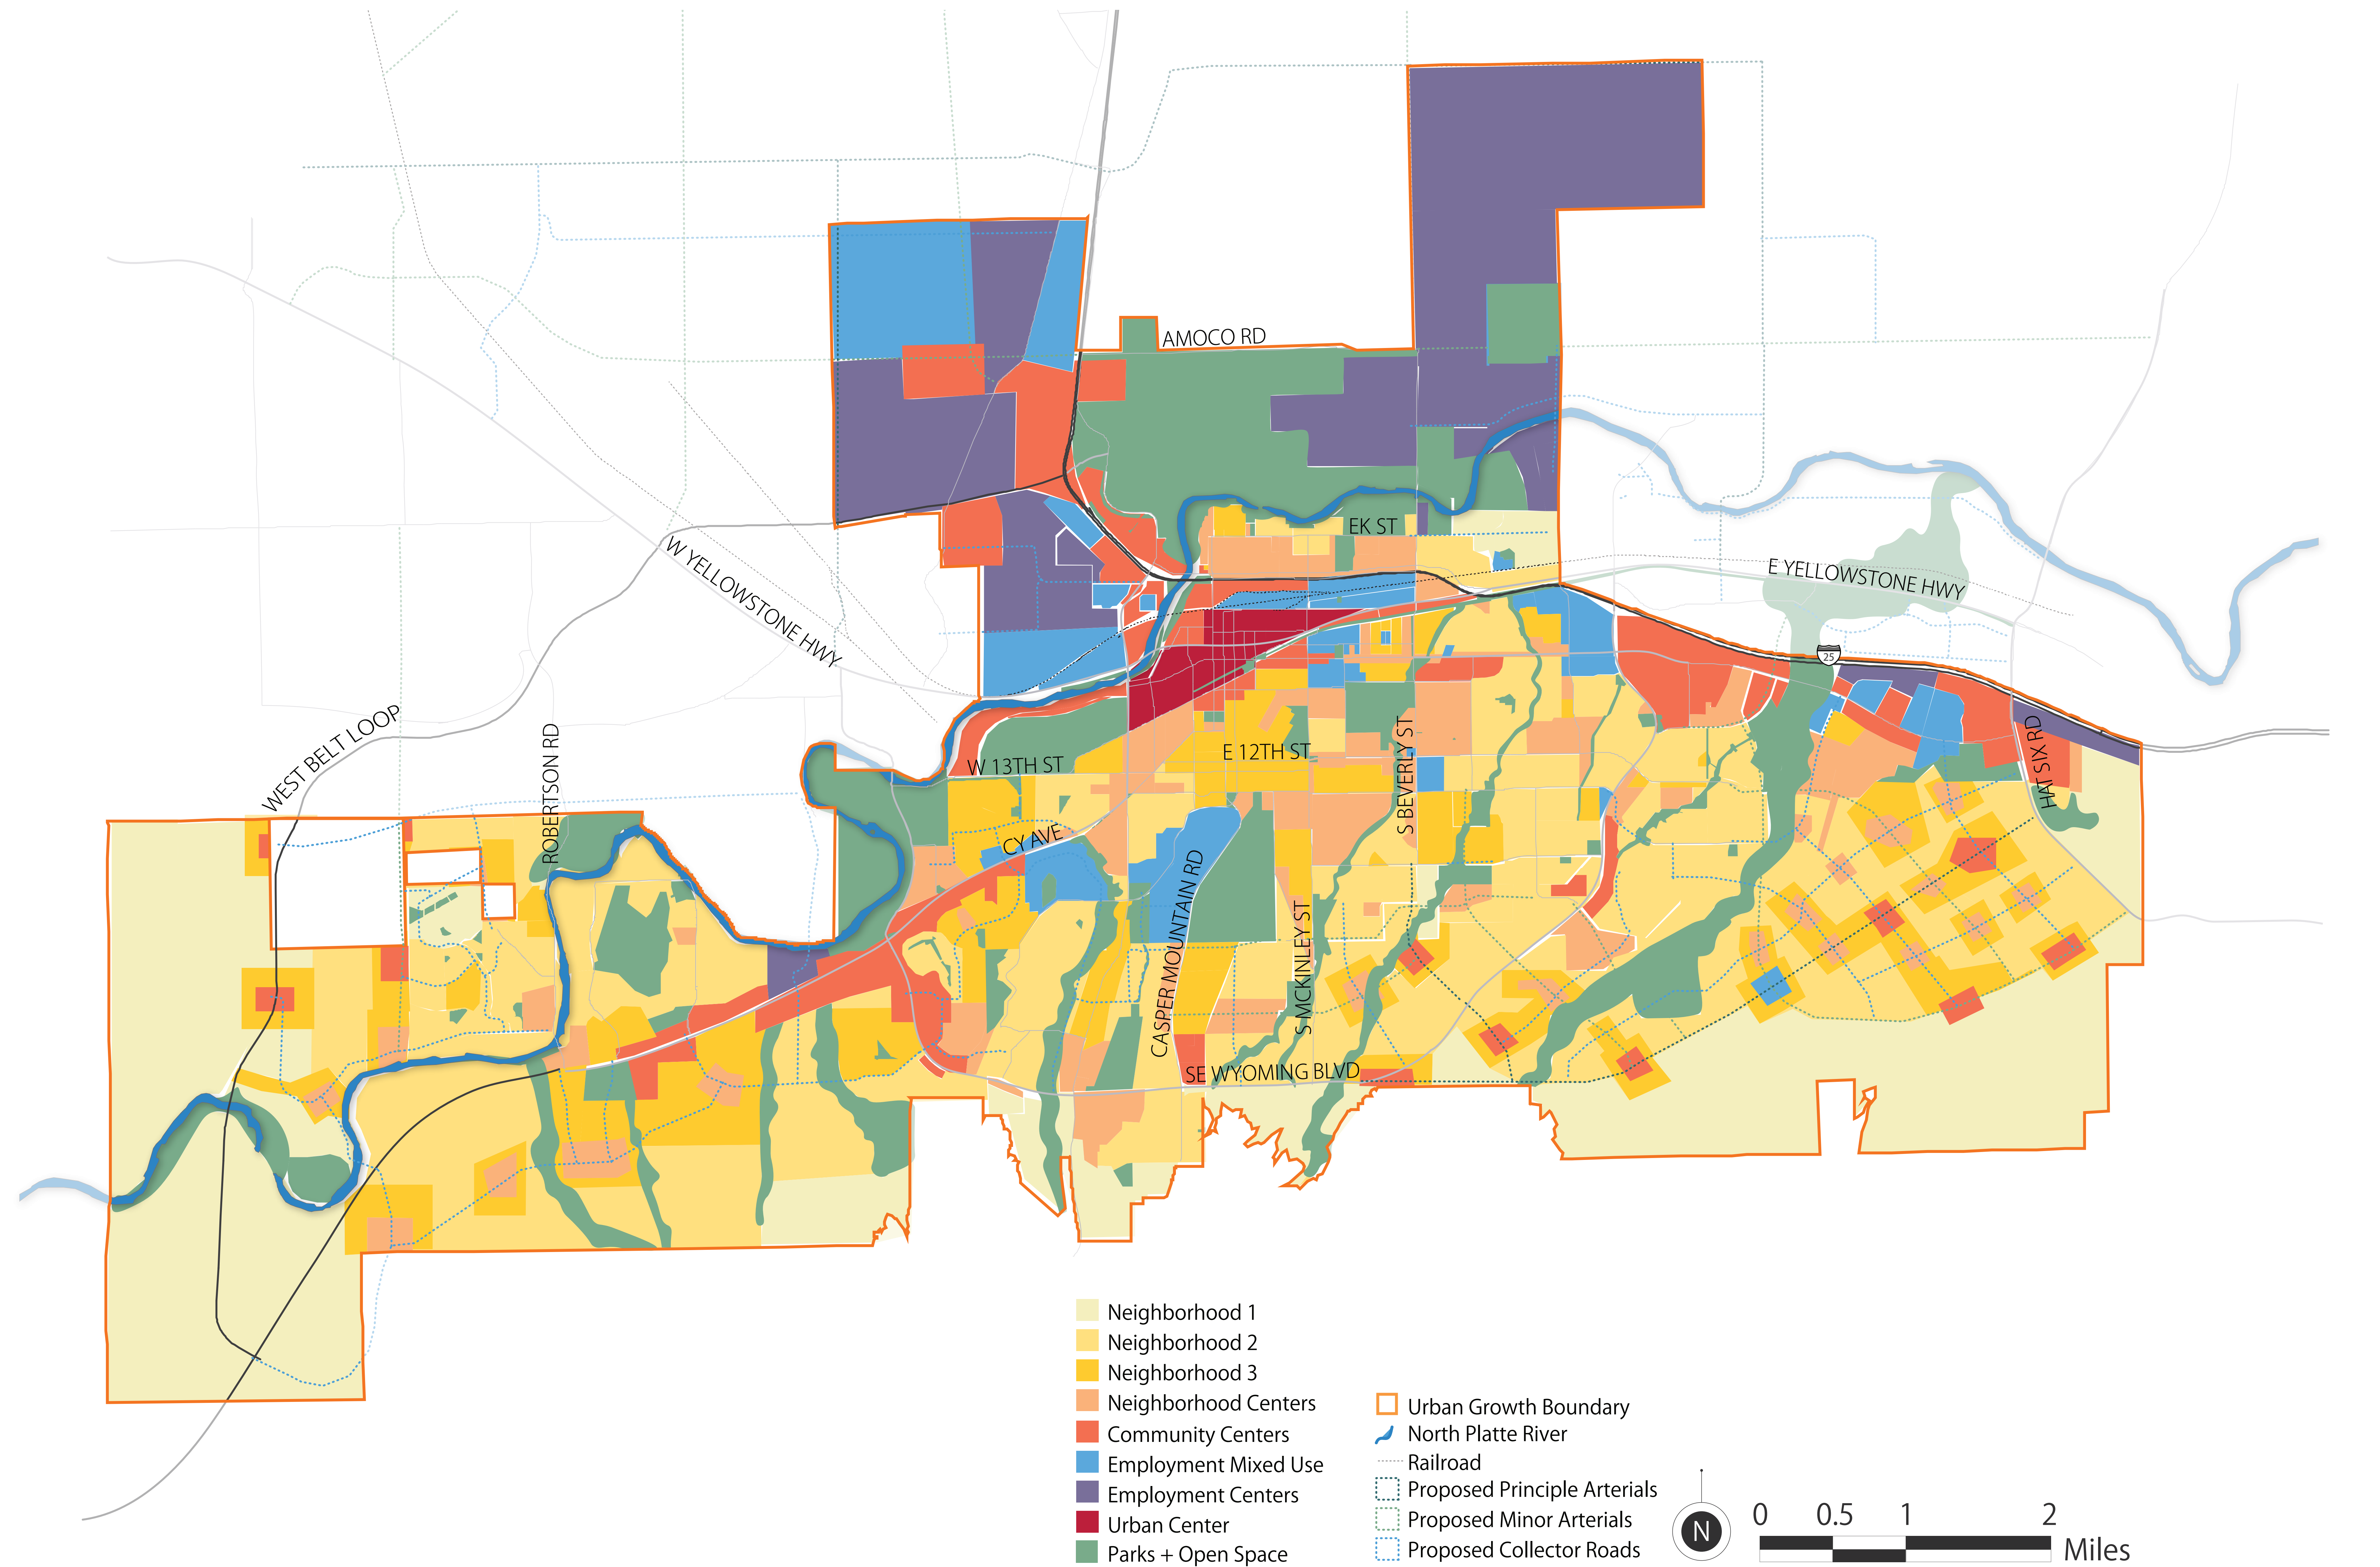 AMOCO RD
EK ST
W YELLOWSTONE HWY
E YELLOWSTONE HWY
25
WEST BELT LOOP
ROBERTSON RD
W 13TH ST
E 12TH ST
S BEVERLY ST
HAT SIX RD
CY AVE
CASPER MOUNTAIN RD
S MCKINLEY ST
SE WYOMING BLVD
Neighborhood 1
Neighborhood 2
Neighborhood 3
Neighborhood Centers
Community Centers
Employment Mixed Use
Employment Centers
Urban Center
Parks + Open Space
Urban Growth Boundary
North Platte River
Railroad
Proposed Principle Arterials
Proposed Minor Arterials
Proposed Collector Roads
N
0 0.5 1 2
Miles